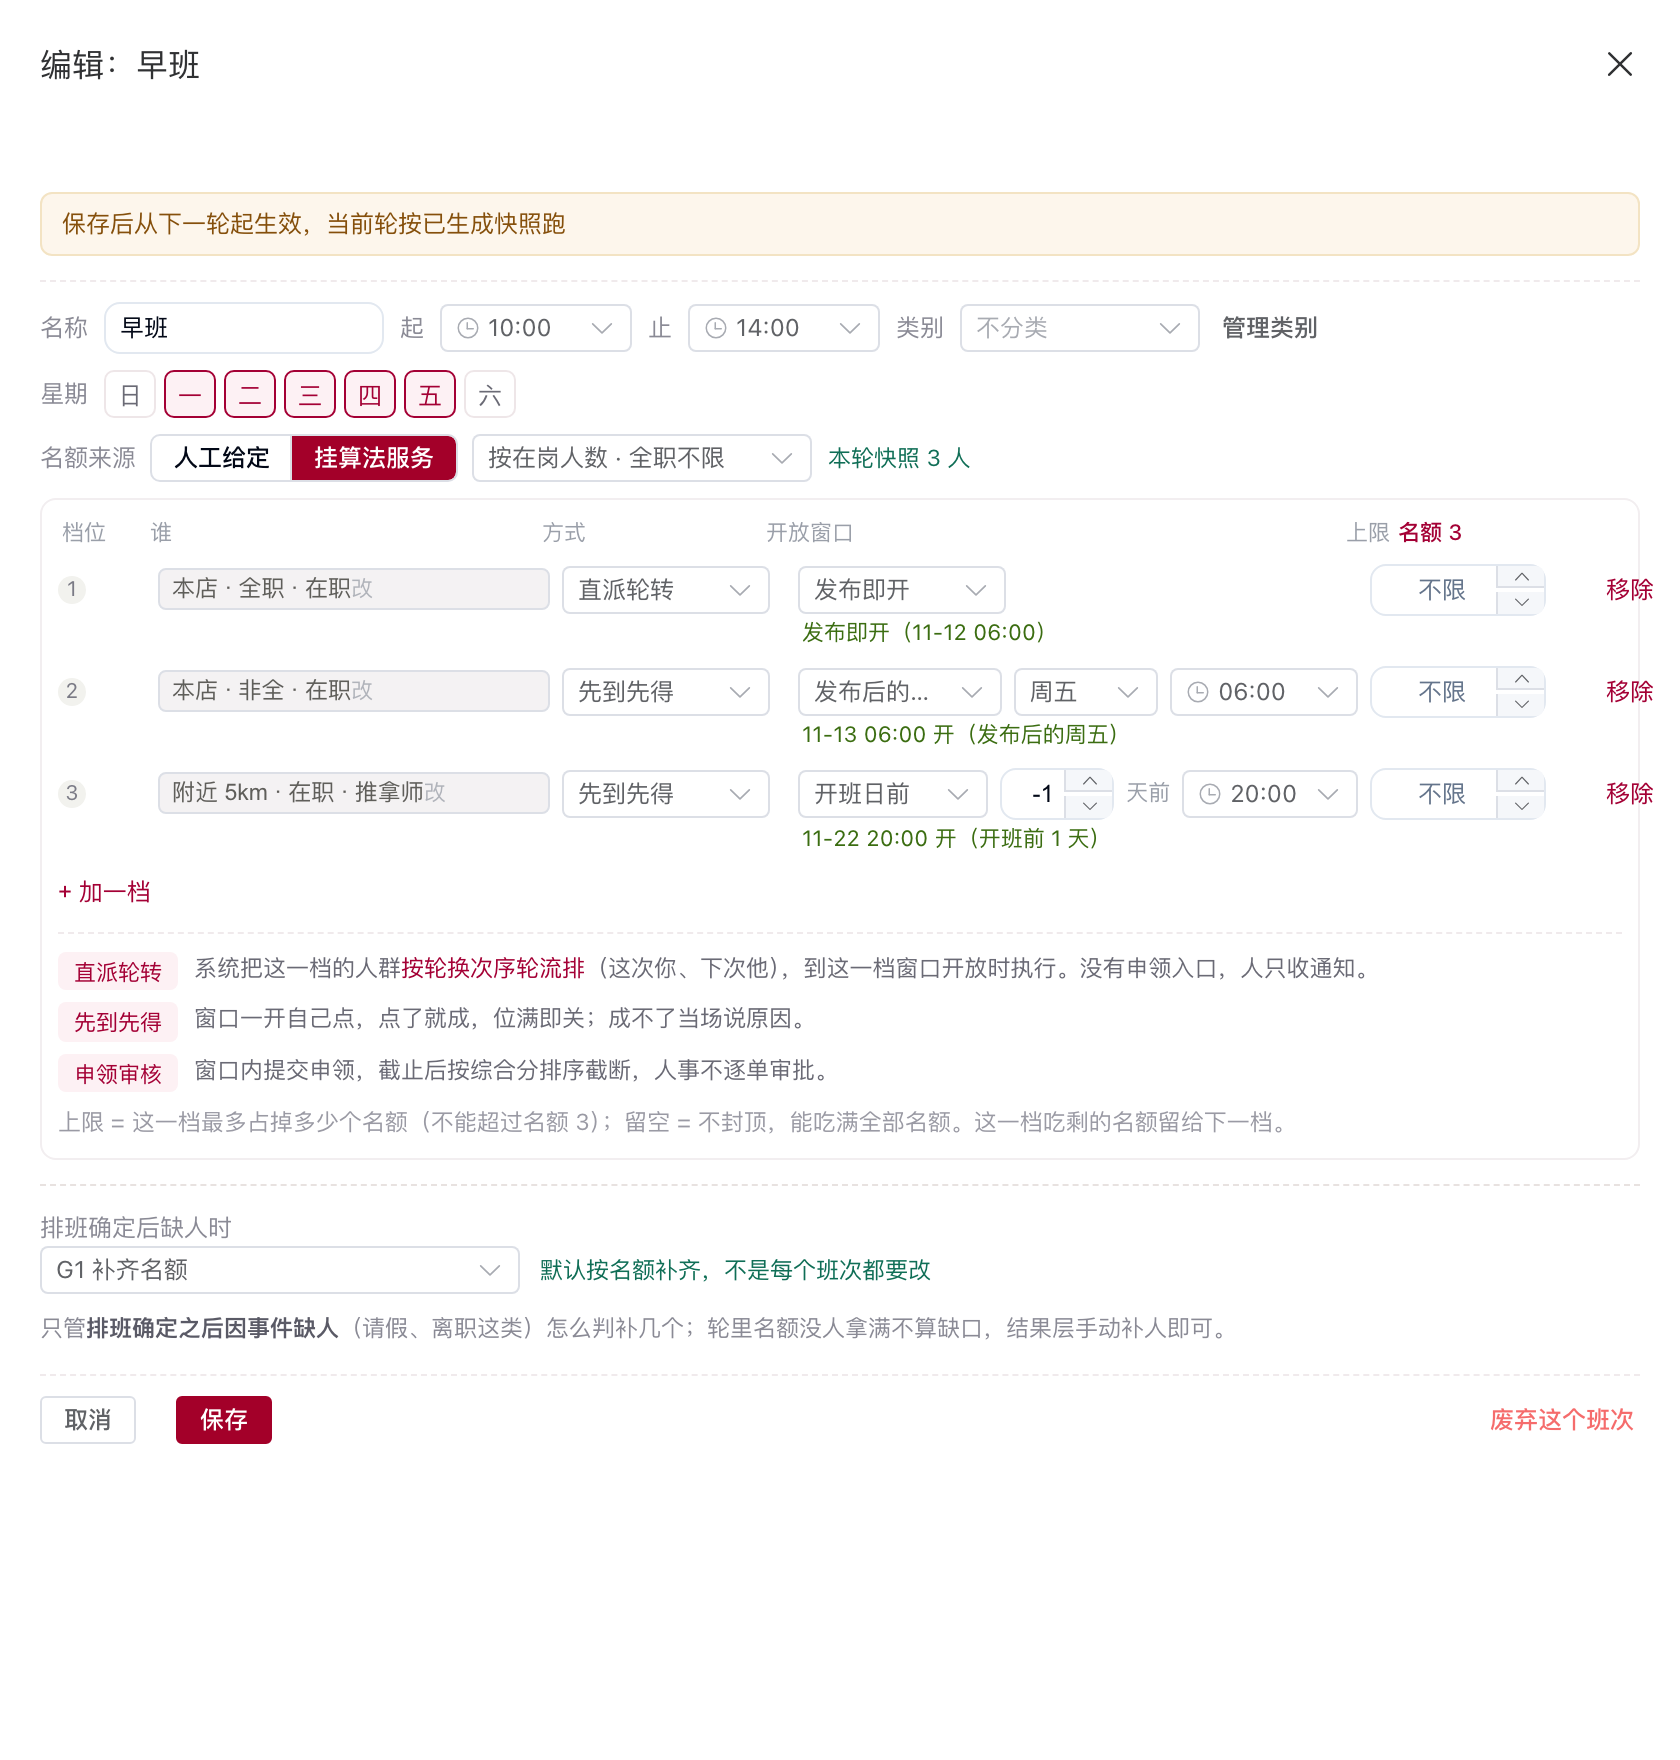 编辑：早班
保存后从下一轮起生效，当前轮按已生成快照跑
名称 早班 起 10:00 止 14:00 类别 不分类 管理类别
星期 日 一 二 三 四 五 六
名额来源 人工给定 挂算法服务 按在岗人数 · 全职不限 本轮快照 3 人
档位 谁 方式 开放窗口 上限 名额 3
1 本店 · 全职 · 在职改 直派轮转 发布即开 不限 移除
发布即开（11-12 06:00）
2 本店 · 非全 · 在职改 先到先得 发布后的... 周五 06:00 不限 移除
11-13 06:00 开（发布后的周五）
3 附近 5km · 在职 · 推拿师改 先到先得 开班日前 -1 天前 20:00 不限 移除
11-22 20:00 开（开班前 1 天）
+ 加一档
直派轮转 系统把这一档的人群按轮换次序轮流排（这次你、下次他），到这一档窗口开放时执行。没有申领入口，人只收通知。
先到先得 窗口一开自己点，点了就成，位满即关；成不了当场说原因。
申领审核 窗口内提交申领，截止后按综合分排序截断，人事不逐单审批。
上限 = 这一档最多占掉多少个名额（不能超过名额 3）；留空 = 不封顶，能吃满全部名额。这一档吃剩的名额留给下一档。
排班确定后缺人时
G1 补齐名额 默认按名额补齐，不是每个班次都要改
只管排班确定之后因事件缺人（请假、离职这类）怎么判补几个；轮里名额没人拿满不算缺口，结果层手动补人即可。
取消 保存 废弃这个班次